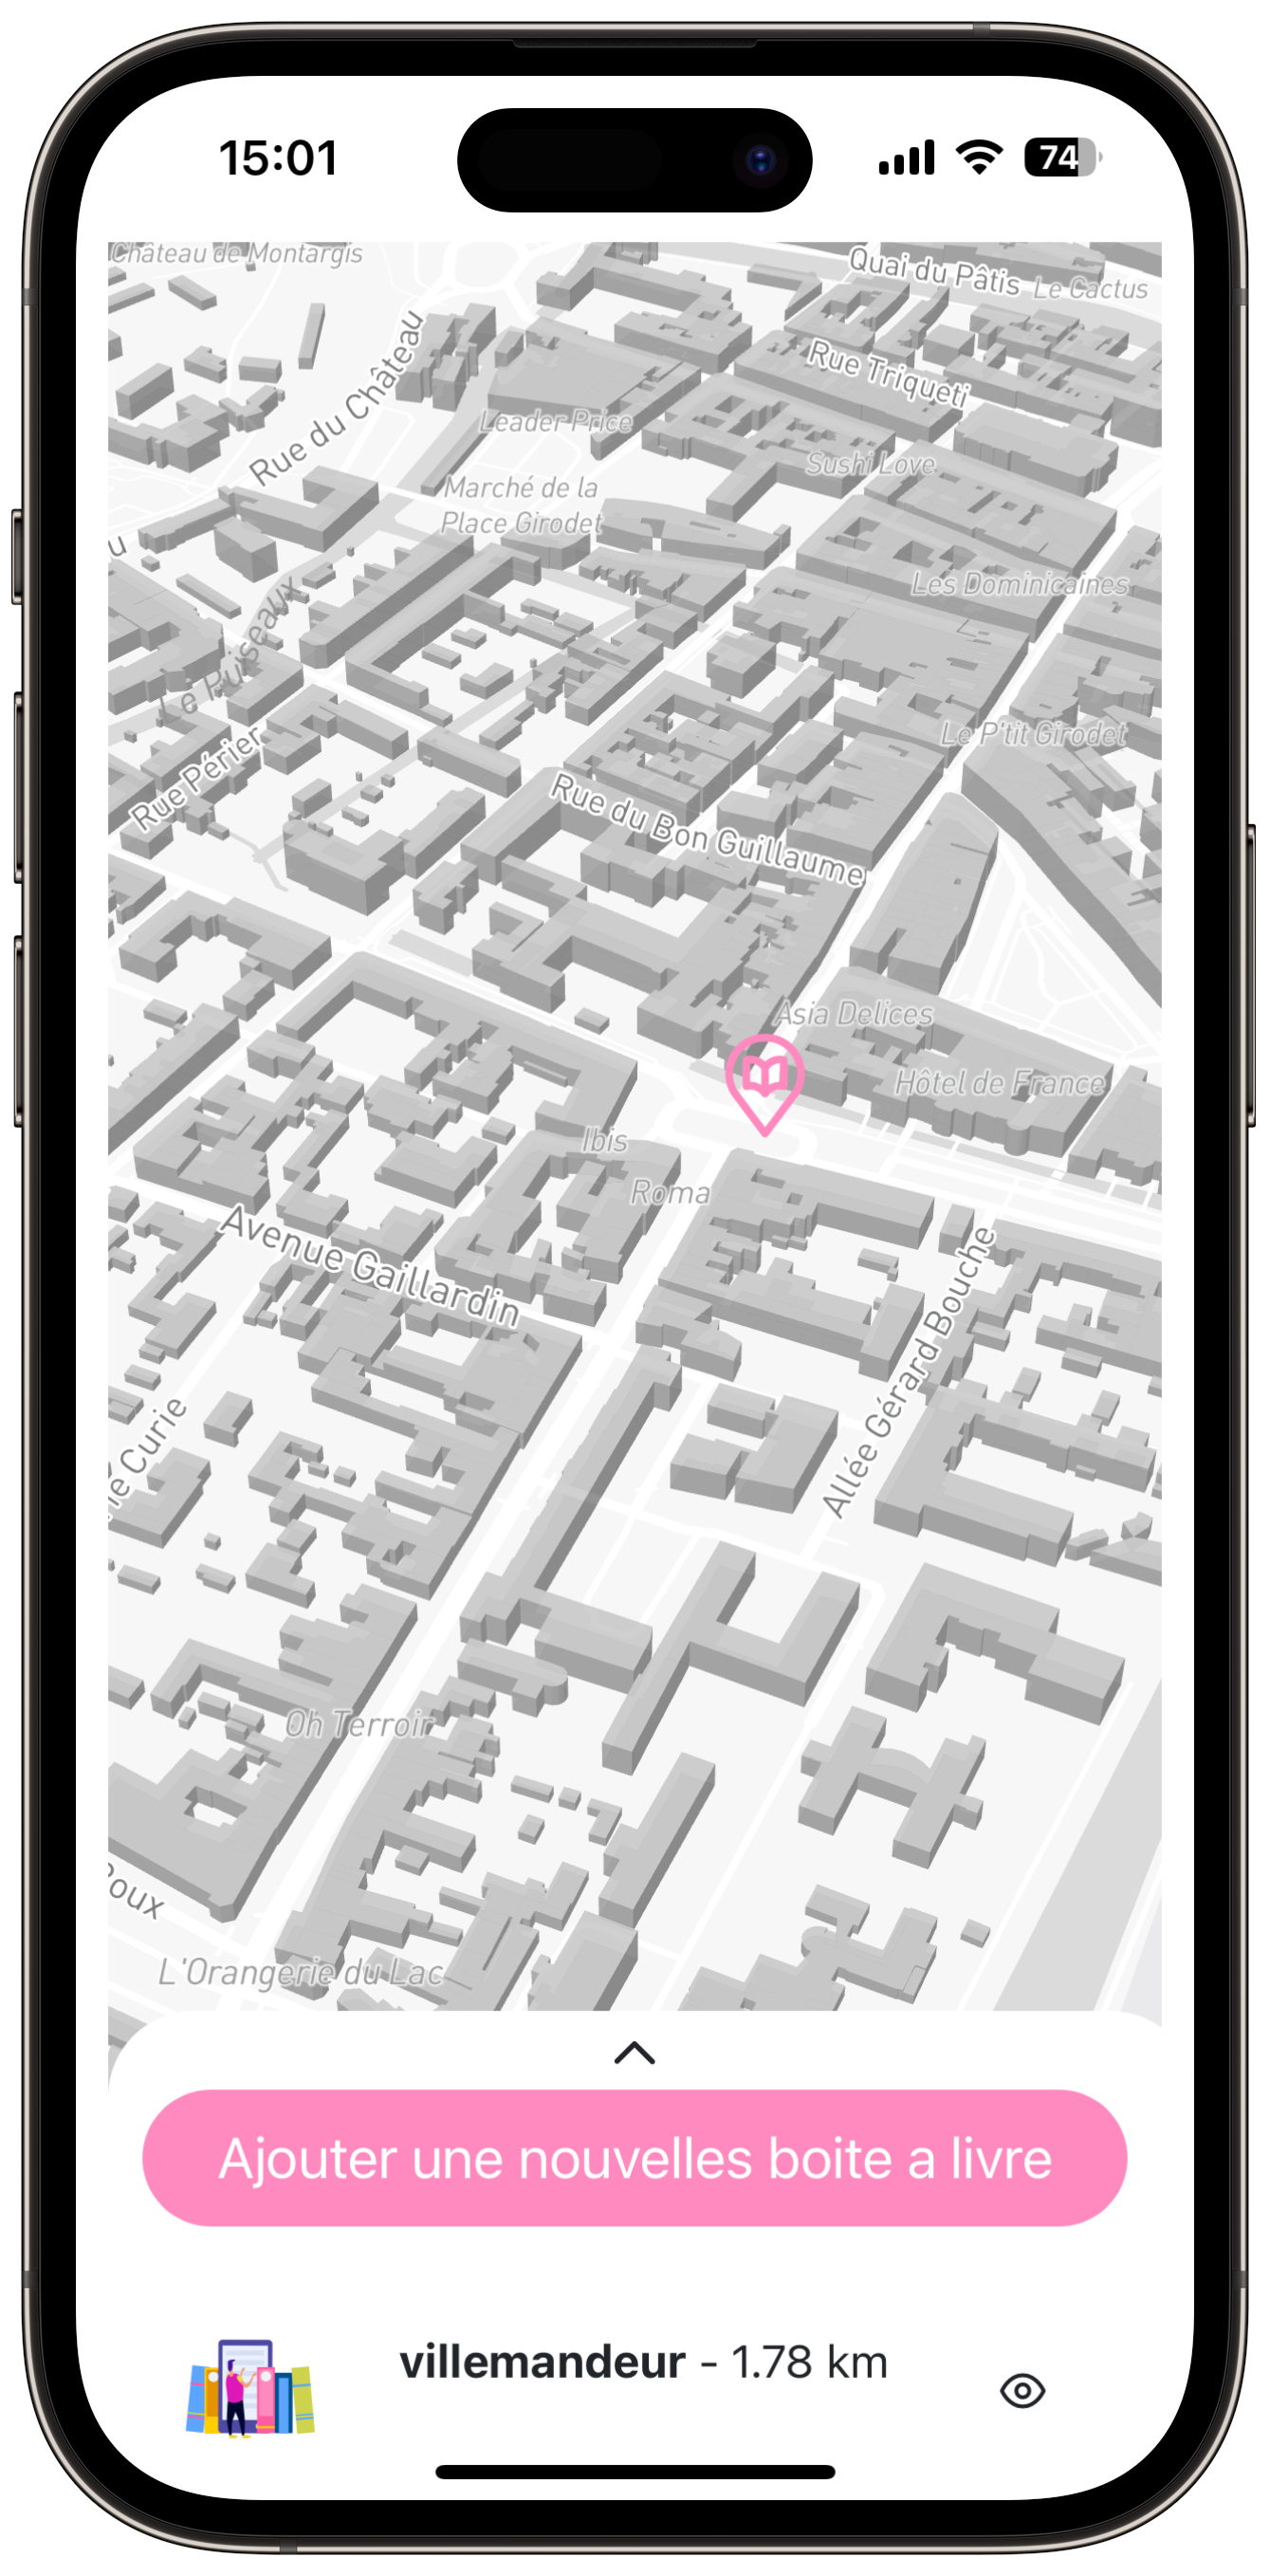 15:01
74
Château de Montargis
Quai du Pâtis
Le Cactus
Rue du Château
Rue Triqueti
Leader Price
Sushi Love
Marché de la
Place Girodet
u
Les Dominicaines
Le Puiseaux
Le P'tit Girodet
Rue Périer
Rue du Bon Guillaume
Asia Delices
Hôtel de France
Ibis
Roma
Avenue Gaillardin
Allée Gérard Bouche
ie Curie
Oh Terroir
Roux
L'Orangerie du Lac
Ajouter une nouvelles boite a livre
villemandeur - 1.78 km